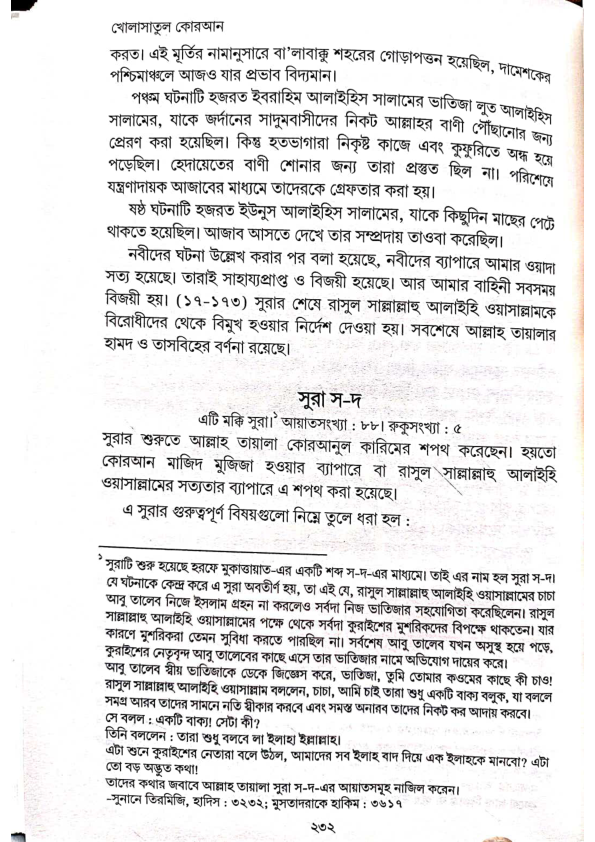 খোলাসাতুল কোরআন
করত। এই মূর্তির নামানুসারে বা'লাবাক্কু শহরের গোড়াপত্তন হয়েছিল, দামেশকের
পশ্চিমাঞ্চলে আজও যার প্রভাব বিদ্যমান।
পঞ্চম ঘটনাটি হজরত ইবরাহিম আলাইহিস সালামের ভাতিজা লুত আলাইহিস
সালামের, যাকে জর্দানের সাদুমবাসীদের নিকট আল্লাহর বাণী পৌঁছানোর জন্য
প্রেরণ করা হয়েছিল। কিন্তু হতভাগারা নিকৃষ্ট কাজে এবং কুফুরিতে অন্ধ হয়ে
পড়েছিল। হেদায়েতের বাণী শোনার জন্য তারা প্রস্তুত ছিল না। পরিশেষে
যন্ত্রণাদায়ক আজাবের মাধ্যমে তাদেরকে গ্রেফতার করা হয়।
ষষ্ঠ ঘটনাটি হজরত ইউনুস আলাইহিস সালামের, যাকে কিছুদিন মাছের পেটে
থাকতে হয়েছিল। আজাব আসতে দেখে তার সম্প্রদায় তাওবা করেছিল।
নবীদের ঘটনা উল্লেখ করার পর বলা হয়েছে, নবীদের ব্যাপারে আমার ওয়াদা
সত্য হয়েছে। তারাই সাহায্যপ্রাপ্ত ও বিজয়ী হয়েছে। আর আমার বাহিনী সবসময়
বিজয়ী হয়। (১৭-১৭৩) সুরার শেষে রাসুল সাল্লাল্লাহু আলাইহি ওয়াসাল্লামকে
বিরোধীদের থেকে বিমুখ হওয়ার নির্দেশ দেওয়া হয়। সবশেষে আল্লাহ তায়ালার
হামদ ও তাসবিহের বর্ণনা রয়েছে।
সুরা স-দ
এটি মক্কি সুরা।১ আয়াতসংখ্যা : ৮৮। রুকুসংখ্যা : ৫
সুরার শুরুতে আল্লাহ তায়ালা কোরআনুল কারিমের শপথ করেছেন। হয়তো
কোরআন মাজিদ মুজিজা হওয়ার ব্যাপারে বা রাসুল সাল্লাল্লাহু আলাইহি
ওয়াসাল্লামের সত্যতার ব্যাপারে এ শপথ করা হয়েছে।
এ সুরার গুরুত্বপূর্ণ বিষয়গুলো নিম্নে তুলে ধরা হল :
১ সুরাটি শুরু হয়েছে হরফে মুকাত্তায়াত-এর একটি শব্দ স-দ-এর মাধ্যমে। তাই এর নাম হল সুরা স-দ।
যে ঘটনাকে কেন্দ্র করে এ সুরা অবতীর্ণ হয়, তা এই যে, রাসুল সাল্লাল্লাহু আলাইহি ওয়াসাল্লামের চাচা
আবু তালেব নিজে ইসলাম গ্রহন না করলেও সর্বদা নিজ ভাতিজার সহযোগিতা করেছিলেন। রাসুল
সাল্লাল্লাহু আলাইহি ওয়াসাল্লামের পক্ষে থেকে সর্বদা কুরাইশের মুশরিকদের বিপক্ষে থাকতেন। যার
কারণে মুশরিকরা তেমন সুবিধা করতে পারছিল না। সর্বশেষ আবু তালেব যখন অসুস্থ হয়ে পড়ে,
কুরাইশের নেতৃবৃন্দ আবু তালেবের কাছে এসে তার ভাতিজার নামে অভিযোগ দায়ের করে।
আবু তালেব স্বীয় ভাতিজাকে ডেকে জিজ্ঞেস করে, ভাতিজা, তুমি তোমার কওমের কাছে কী চাও!
রাসুল সাল্লাল্লাহু আলাইহি ওয়াসাল্লাম বললেন, চাচা, আমি চাই তারা শুধু একটি বাক্য বলুক, যা বললে
সমগ্র আরব তাদের সামনে নতি স্বীকার করবে এবং সমস্ত অনারব তাদের নিকট কর আদায় করবে।
সে বলল : একটি বাক্য! সেটা কী?
তিনি বললেন : তারা শুধু বলবে লা ইলাহা ইল্লাল্লাহ।
এটা শুনে কুরাইশের নেতারা বলে উঠল, আমাদের সব ইলাহ বাদ দিয়ে এক ইলাহকে মানবো? এটা
তো বড় অদ্ভুত কথা!
তাদের কথার জবাবে আল্লাহ তায়ালা সুরা স-দ-এর আয়াতসমূহ নাজিল করেন।
-সুনানে তিরমিজি, হাদিস : ৩২৩২; মুসতাদরাকে হাকিম : ৩৬১৭
২৩২